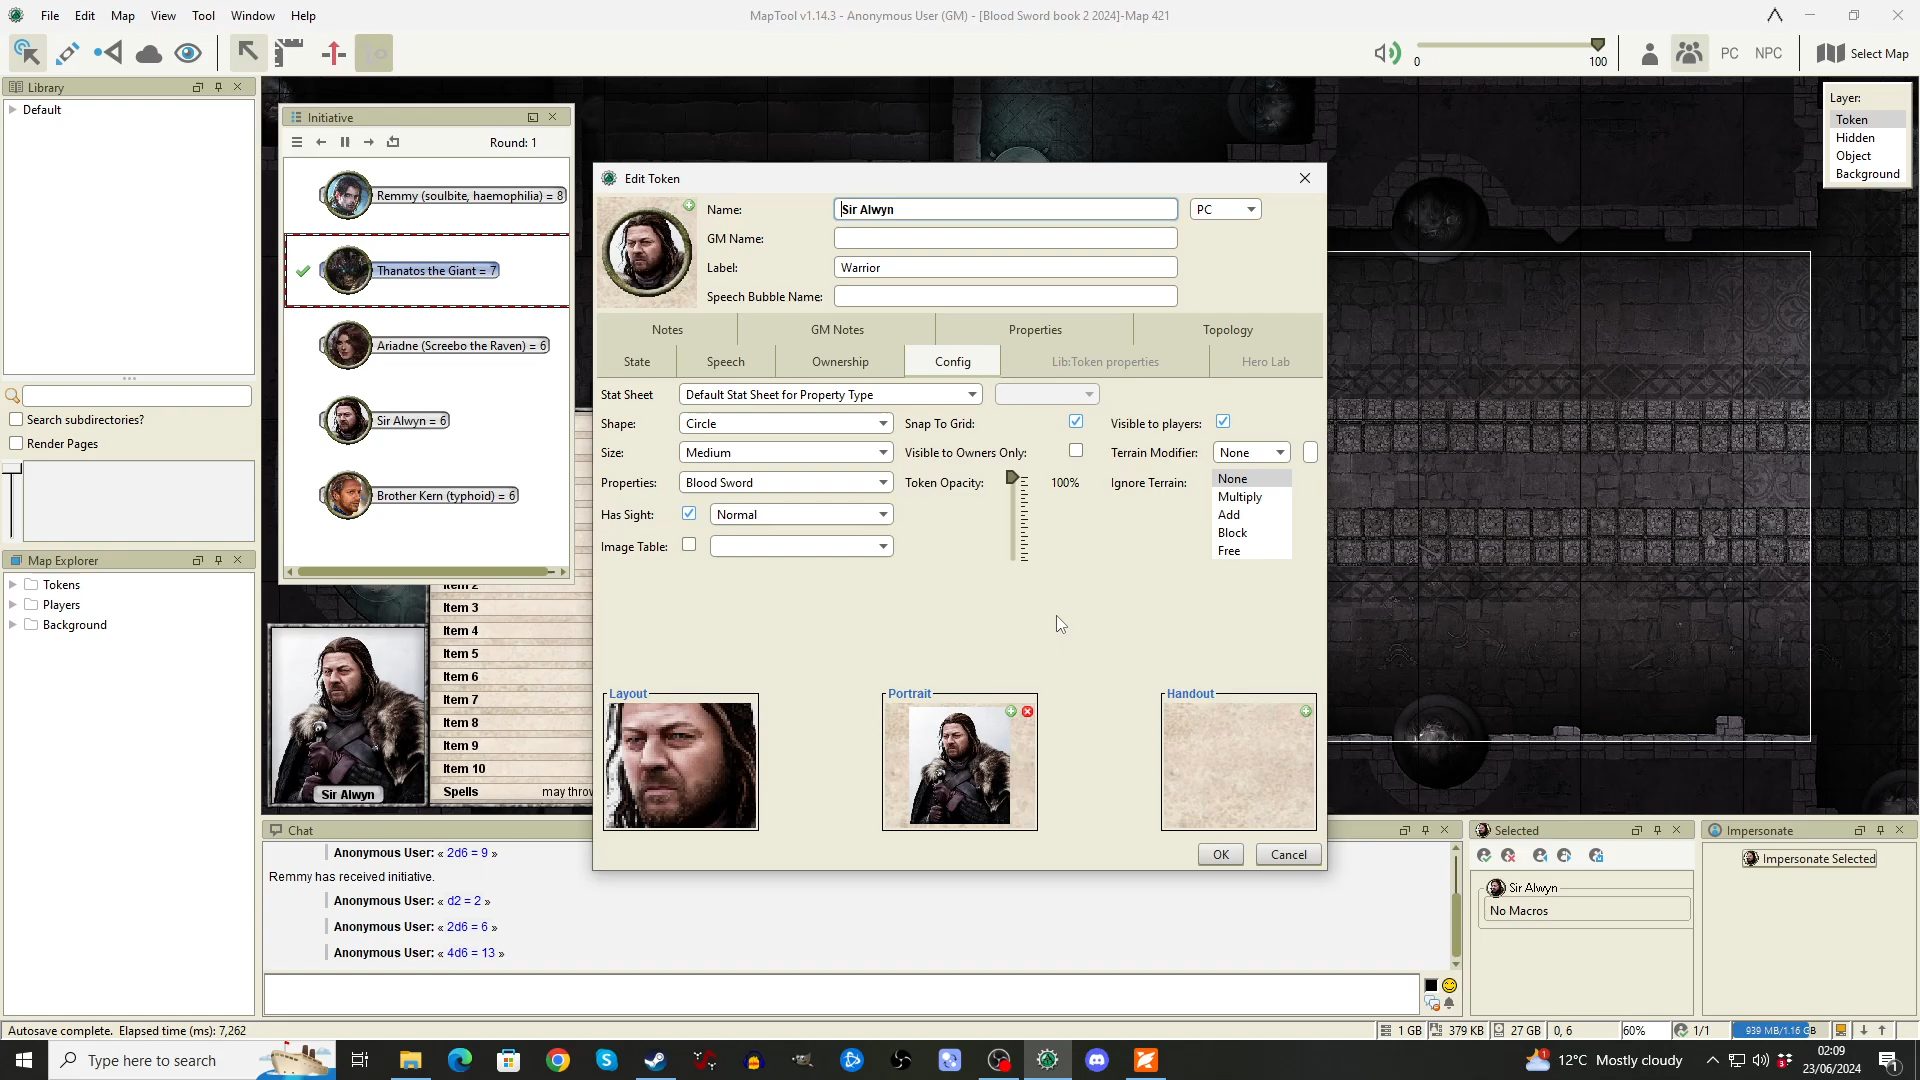 File Edit Map View Tool Window Help
MapTool v1.14.3 - Anonymous User (GM) - [Blood Sword book 2 2024]-Map 421
0 100
PC NPC
Select Map
Library
Default
Search subdirectories?
Render Pages
Map Explorer
Tokens
Players
Background
Initiative
Round: 1
Remmy (soulbite, haemophilia) = 8
Thanatos the Giant = 7
Ariadne (Screebo the Raven) = 6
Sir Alwyn = 6
Brother Kern (typhoid) = 6
Item 3
Item 4
Item 5
Item 6
Item 7
Item 8
Item 9
Item 10
Spells may throw
Sir Alwyn
Edit Token
Name: Sir Alwyn PC
GM Name:
Label: Warrior
Speech Bubble Name:
Notes GM Notes Properties Topology
State Speech Ownership Config Lib:Token properties Hero Lab
Stat Sheet Default Stat Sheet for Property Type
Shape: Circle Snap To Grid: Visible to players:
Size: Medium Visible to Owners Only: Terrain Modifier: None
Properties: Blood Sword Token Opacity: 100% Ignore Terrain: None
Multiply
Add
Block
Free
Has Sight: Normal
Image Table:
Layout Portrait Handout
OK Cancel
Layer:
Token
Hidden
Object
Background
Chat
Anonymous User: « 2d6 = 9 »
Remmy has received initiative.
Anonymous User: « d2 = 2 »
Anonymous User: « 2d6 = 6 »
Anonymous User: « 4d6 = 13 »
Selected
Sir Alwyn
No Macros
Impersonate
Impersonate Selected
Autosave complete. Elapsed time (ms): 7,262
1 GB 379 KB 27 GB 0, 6 60% 1/1 939 MB/1.16 GB
Type here to search
12°C Mostly cloudy
02:09
23/06/2024